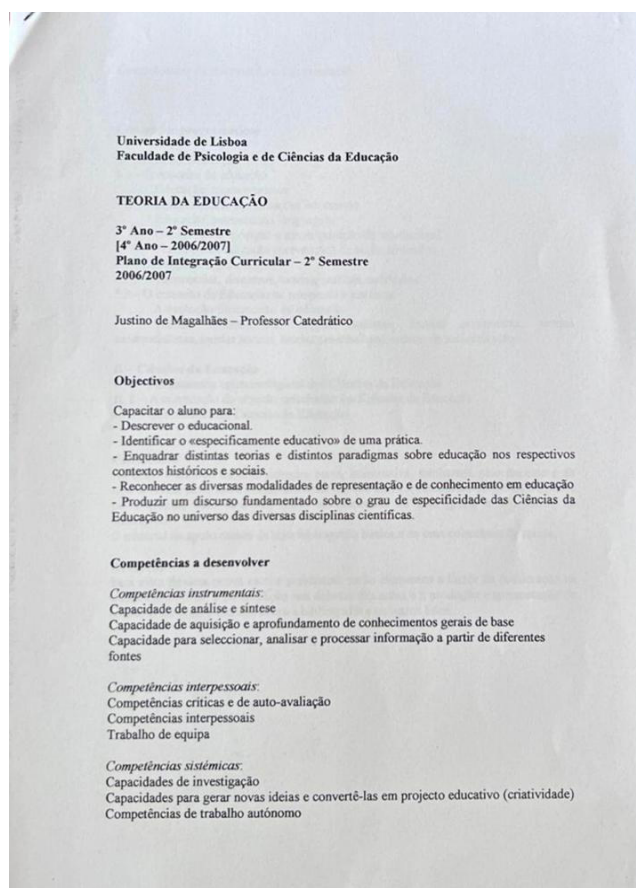 Universidade de Lisboa
Faculdade de Psicologia e de Ciências da Educação
TEORIA DA EDUCAÇÃO
3º Ano – 2º Semestre
[4º Ano – 2006/2007]
Plano de Integração Curricular – 2º Semestre
2006/2007
Justino de Magalhães – Professor Catedrático
Objectivos
Capacitar o aluno para:
- Descrever o educacional.
- Identificar o «especificamente educativo» de uma prática.
- Enquadrar distintas teorias e distintos paradigmas sobre educação nos respectivos
contextos históricos e sociais.
- Reconhecer as diversas modalidades de representação e de conhecimento em educação
- Produzir um discurso fundamentado sobre o grau de especificidade das Ciências da
Educação no universo das diversas disciplinas científicas.
Competências a desenvolver
Competências instrumentais:
Capacidade de análise e síntese
Capacidade de aquisição e aprofundamento de conhecimentos gerais de base
Capacidade para seleccionar, analisar e processar informação a partir de diferentes
fontes
Competências interpessoais:
Competências críticas e de auto-avaliação
Competências interpessoais
Trabalho de equipa
Competências sistémicas:
Capacidades de investigação
Capacidades para gerar novas ideias e convertê-las em projecto educativo (criatividade)
Competências de trabalho autónomo